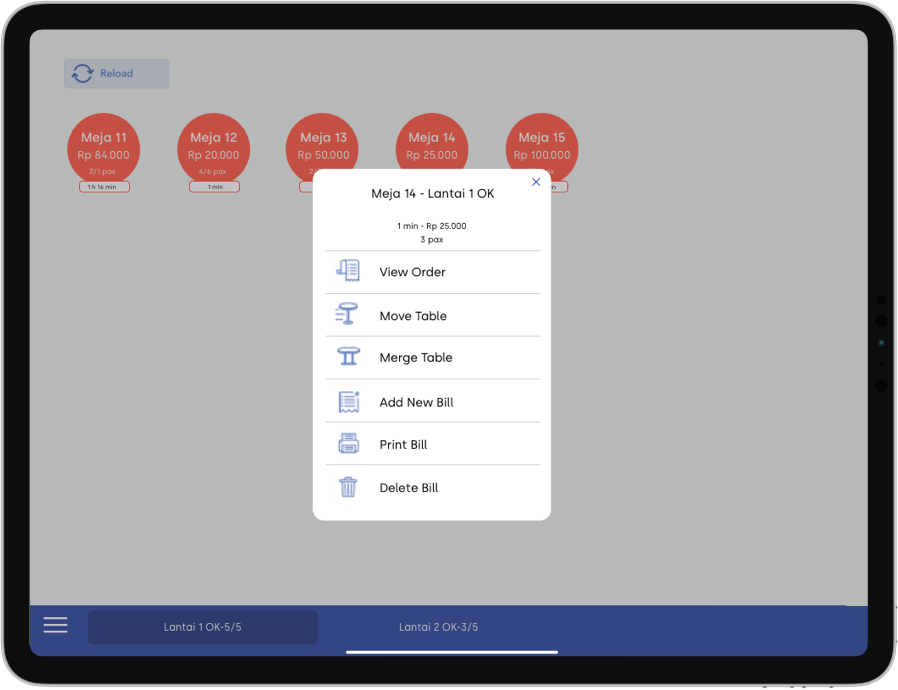 Reload
Meja 11
Rp 84.000
2/1 pax
1 h 16 min
Meja 12
Rp 20.000
4/6 pax
1 min
Meja 13
Rp 50.000
Meja 14
Rp 25.000
Meja 15
Rp 100.000
Meja 14 - Lantai 1 OK
1 min - Rp 25.000
3 pax
View Order
Move Table
Merge Table
Add New Bill
Print Bill
Delete Bill
Lantai 1 OK-5/5
Lantai 2 OK-3/5